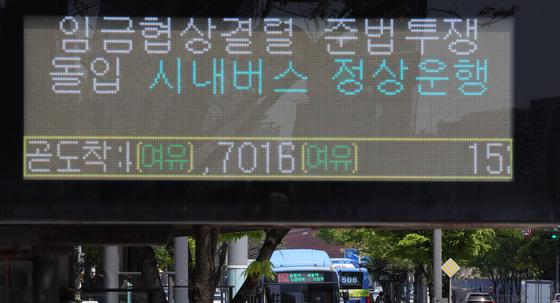 임금협상결렬 준법투쟁
돌입 시내버스 정상운행
곧도착:[여유],7016[여유] 15:
506